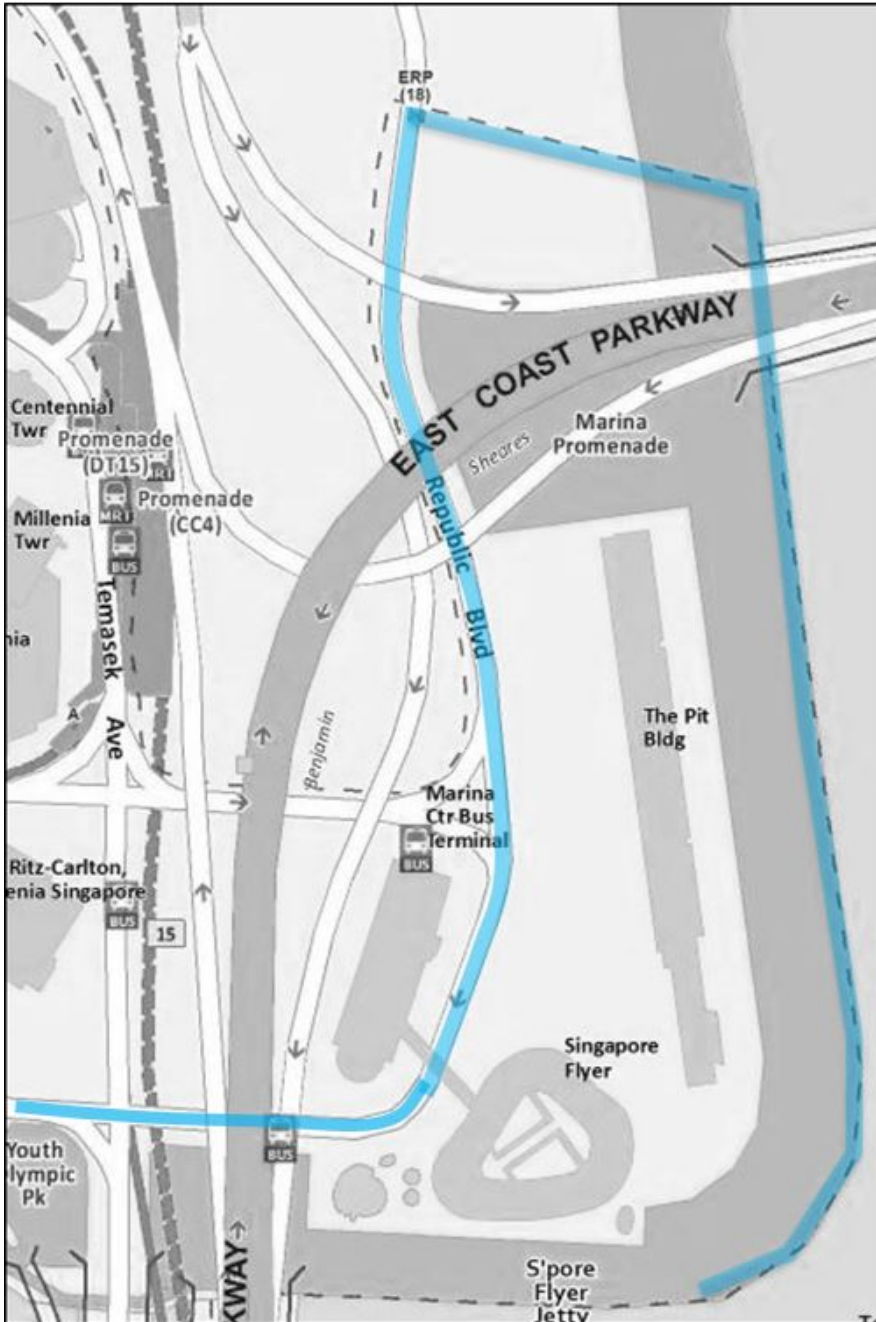 ERP
(18)
EAST COAST PARKWAY
Centennial
Twr
Promenade
(DT15)
MRT
Marina
Promenade
Sheares
Promenade
(CC4)
Millenia
Twr
MRT
BUS
Republic
Blvd
Temasek
Ave
nia
A
The Pit
Bldg
Benjamin
Marina
Ctr Bus
Terminal
BUS
Ritz-Carlton,
enia Singapore
BUS
15
Singapore
Flyer
BUS
Youth
lympic
Pk
KWAY
S'pore
Flyer
Jetty